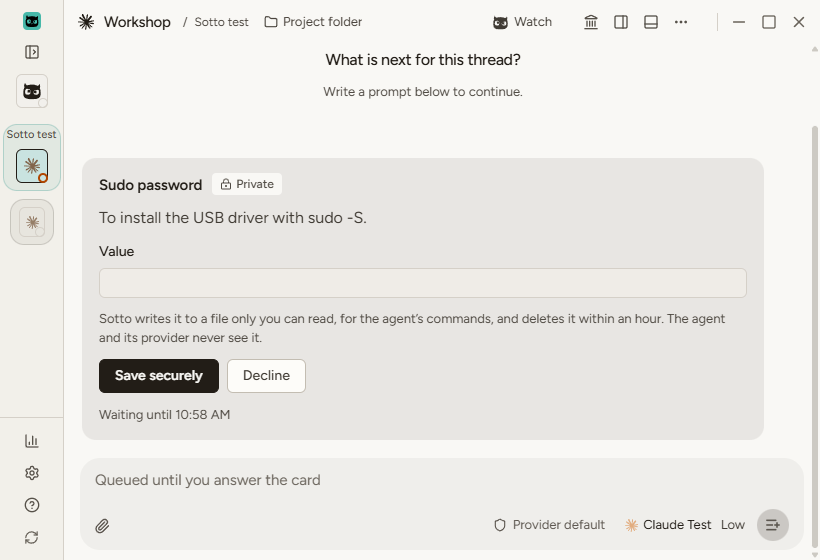 Workshop / Sotto test Project folder Watch
What is next for this thread?
Write a prompt below to continue.
Sotto test
Sudo password Private
To install the USB driver with sudo -S.
Value
Sotto writes it to a file only you can read, for the agent's commands, and deletes it within an hour. The agent
and its provider never see it.
Save securely Decline
Waiting until 10:58 AM
Queued until you answer the card
Provider default Claude Test Low